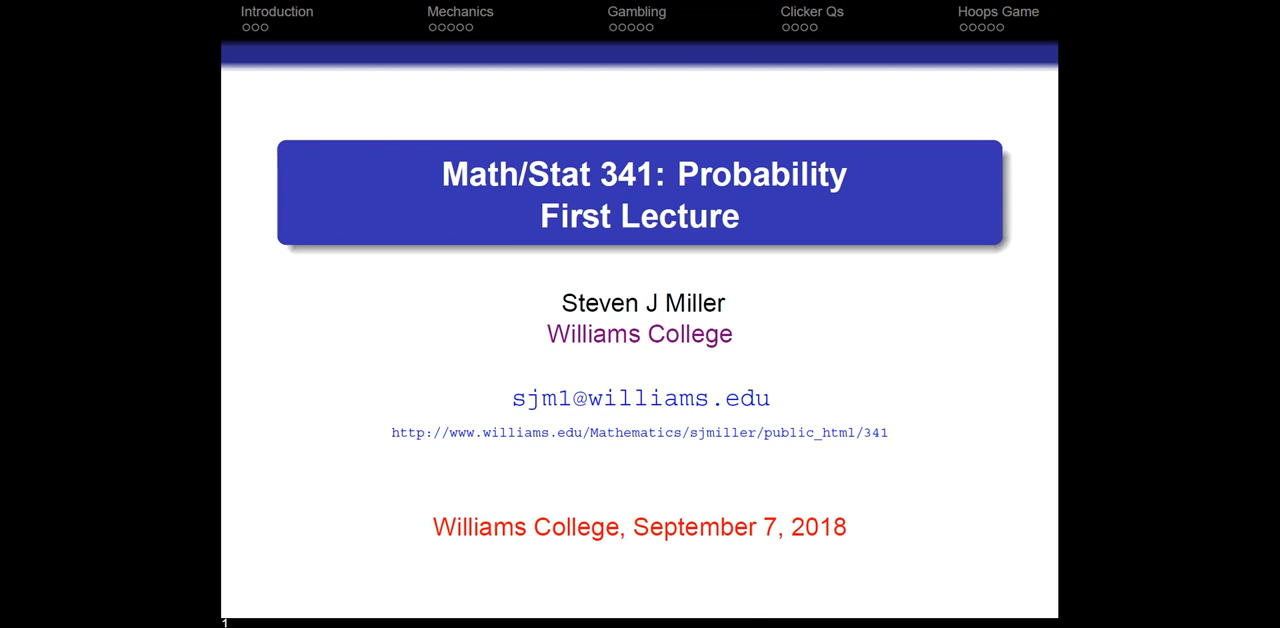 Introduction Mechanics Gambling Clicker Qs Hoops Game
Math/Stat 341: Probability
First Lecture
Steven J Miller
Williams College
sjm1@williams.edu
http://www.williams.edu/Mathematics/sjmiller/public_html/341
Williams College, September 7, 2018
1